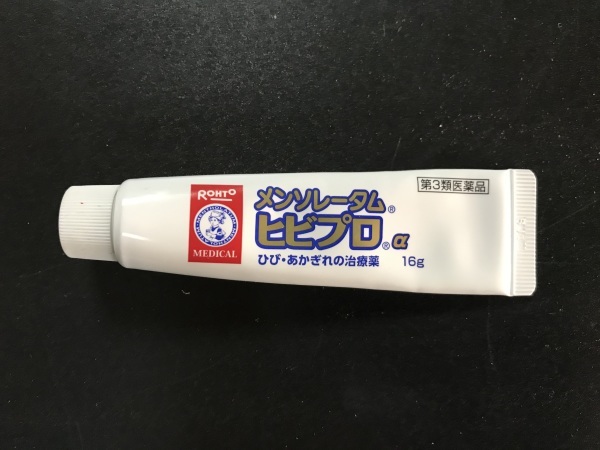 ROHTO
MENTHOLATUM
MEDICAL
メンソレータム®
ヒビプロ®α
ひび・あかぎれの治療薬
16g
第3類医薬品